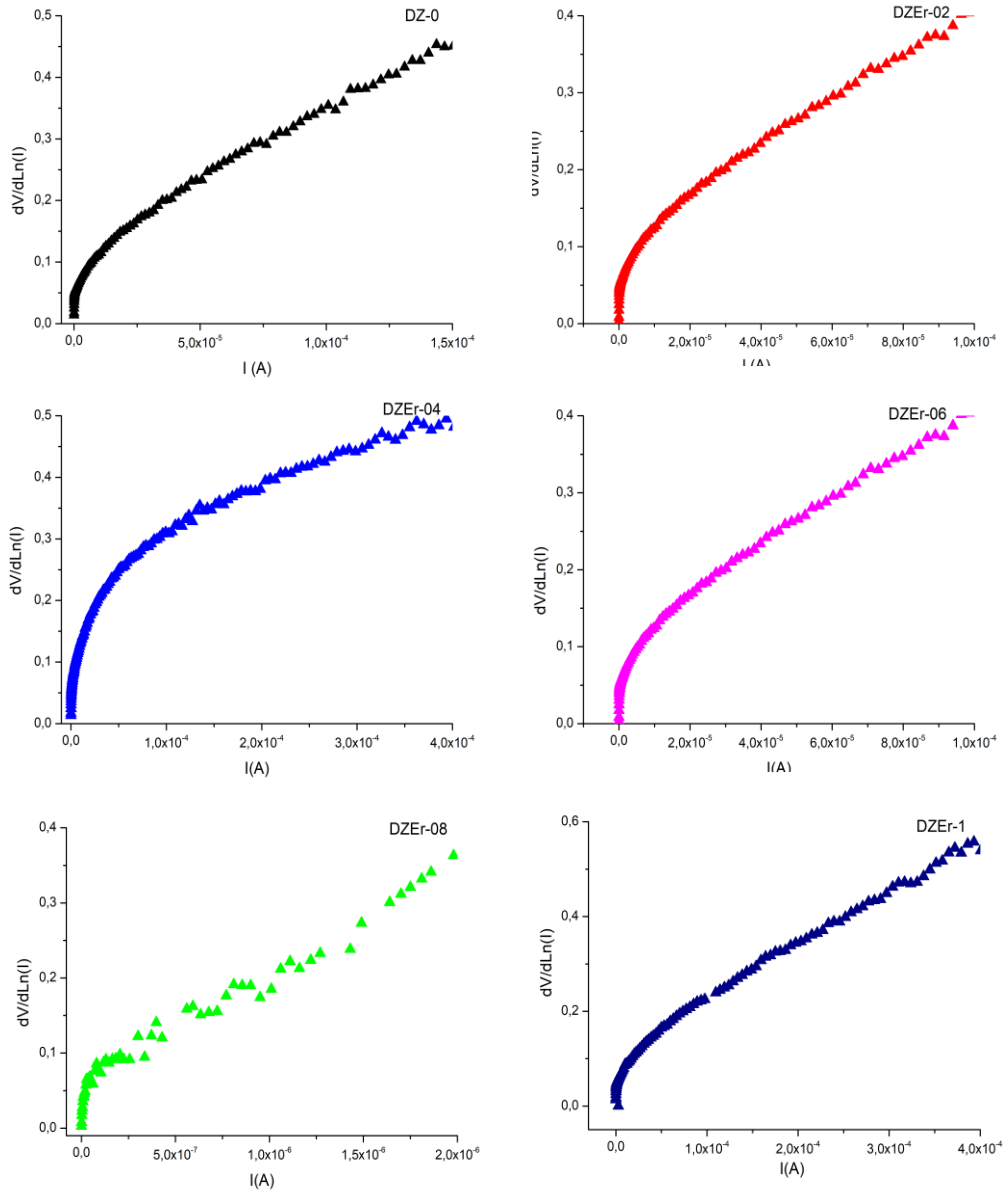 DZ-0
0,5
0,4
0,3
0,2
0,1
0,0
dV/dLn(I)
0,0
5,0x10⁻⁵
1,0x10⁻⁴
1,5x10⁻⁴
I (A)
DZEr-02
0,4
0,3
0,2
0,1
0,0
dV/dLn(I)
0,0
2,0x10⁻⁵
4,0x10⁻⁵
6,0x10⁻⁵
8,0x10⁻⁵
1,0x10⁻⁴
I (A)
DZEr-04
0,5
0,4
0,3
0,2
0,1
0,0
dV/dLn(I)
0,0
1,0x10⁻⁴
2,0x10⁻⁴
3,0x10⁻⁴
4,0x10⁻⁴
I(A)
DZEr-06
0,4
0,3
0,2
0,1
0,0
dV/dLn(I)
0,0
2,0x10⁻⁵
4,0x10⁻⁵
6,0x10⁻⁵
8,0x10⁻⁵
1,0x10⁻⁴
I(A)
DZEr-08
0,4
0,3
0,2
0,1
0,0
dV/dLn(I)
0,0
5,0x10⁻⁷
1,0x10⁻⁶
1,5x10⁻⁶
2,0x10⁻⁶
I(A)
DZEr-1
0,6
0,4
0,2
0,0
dV/dLn(I)
0,0
1,0x10⁻⁴
2,0x10⁻⁴
3,0x10⁻⁴
4,0x10⁻⁴
I(A)